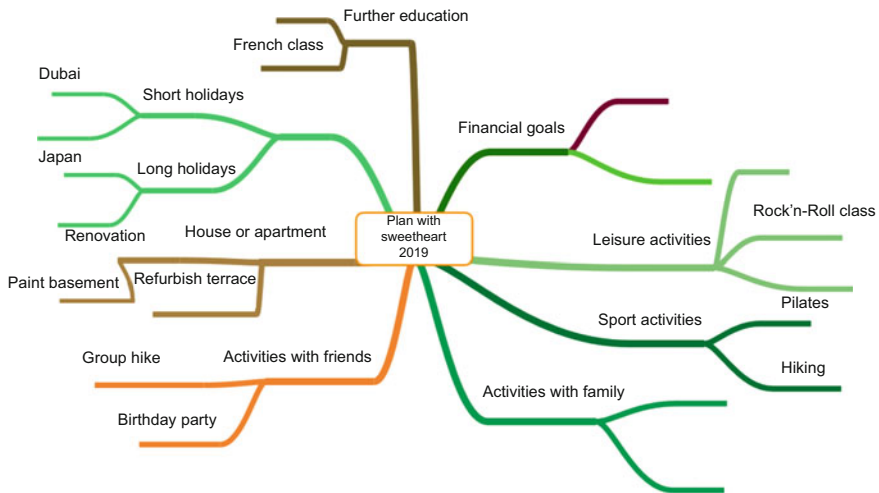 Further education
French class
Dubai
Short holidays
Japan
Long holidays
Renovation
House or apartment
Paint basement
Refurbish terrace
Group hike
Activities with friends
Birthday party
Plan with
sweetheart
2019
Financial goals
Rock’n-Roll class
Leisure activities
Pilates
Sport activities
Hiking
Activities with family